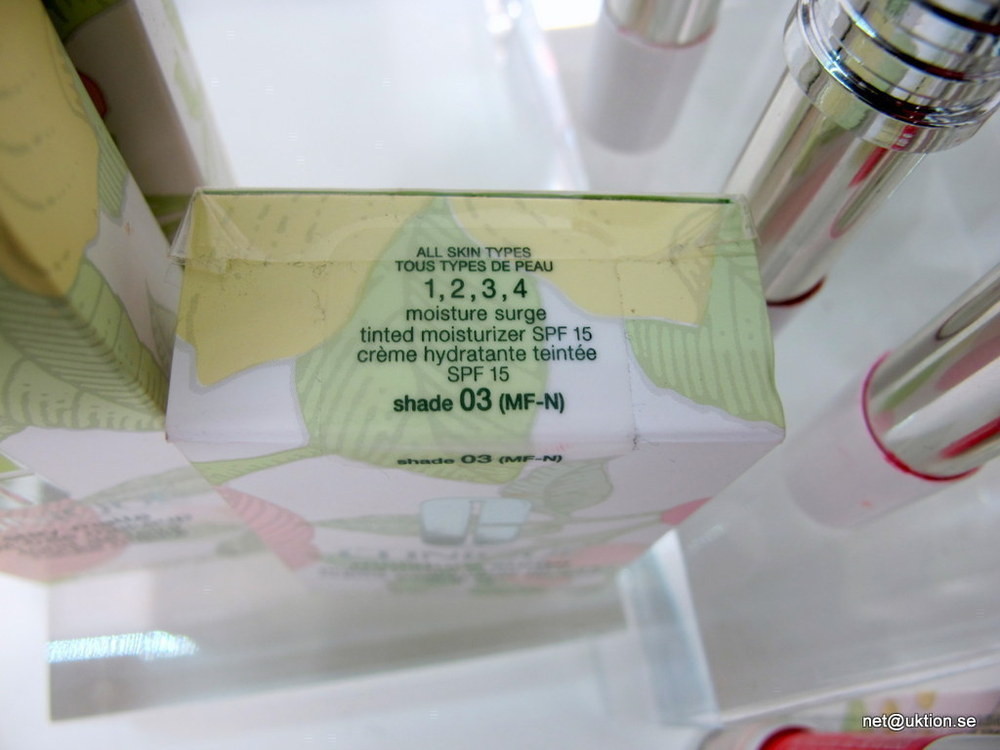 ALL SKIN TYPES
TOUS TYPES DE PEAU
1, 2, 3, 4
moisture surge
tinted moisturizer SPF 15
crème hydratante teintée
SPF 15
shade 03 (MF-N)
shade 03 (MF-N)
net@uktion.se